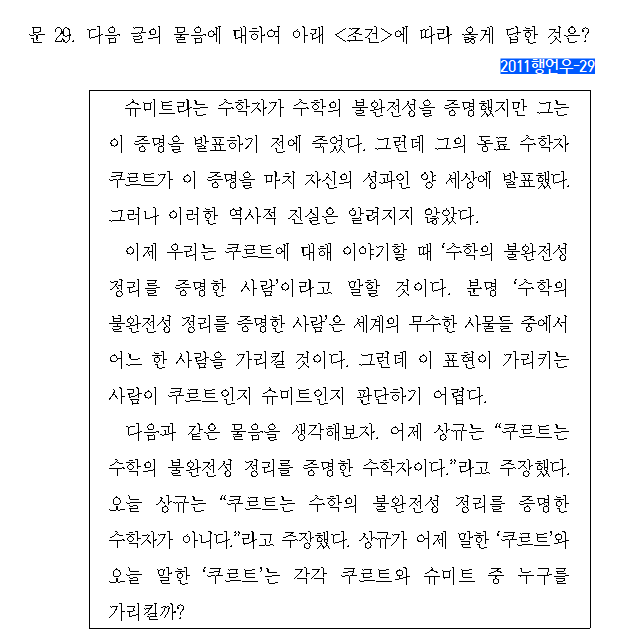 문 29. 다음 글의 물음에 대하여 아래 <조건>에 따라 옳게 답한 것은?
2011행언우-29
슈미트라는 수학자가 수학의 불완전성을 증명했지만 그는
이 증명을 발표하기 전에 죽었다. 그런데 그의 동료 수학자
쿠르트가 이 증명을 마치 자신의 성과인 양 세상에 발표했다.
그러나 이러한 역사적 진실은 알려지지 않았다.
이제 우리는 쿠르트에 대해 이야기할 때 ‘수학의 불완전성
정리를 증명한 사람’이라고 말할 것이다. 분명 ‘수학의
불완전성 정리를 증명한 사람’은 세계의 무수한 사물들 중에서
어느 한 사람을 가리킬 것이다. 그런데 이 표현이 가리키는
사람이 쿠르트인지 슈미트인지 판단하기 어렵다.
다음과 같은 물음을 생각해보자. 어제 상규는 “쿠르트는
수학의 불완전성 정리를 증명한 수학자이다.”라고 주장했다.
오늘 상규는 “쿠르트는 수학의 불완전성 정리를 증명한
수학자가 아니다.”라고 주장했다. 상규가 어제 말한 ‘쿠르트’와
오늘 말한 ‘쿠르트’는 각각 쿠르트와 슈미트 중 누구를
가리킬까?